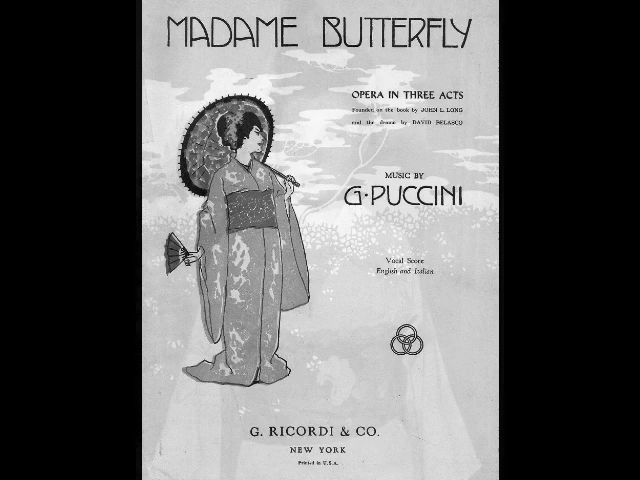 MADAME BUTTERFLY
OPERA IN THREE ACTS
Founded on the book by JOHN L. LONG
and the drama by DAVID BELASCO
MUSIC BY
G. PUCCINI
Vocal Score
English and Italian
G. RICORDI & CO.
NEW YORK
Printed in U.S.A.